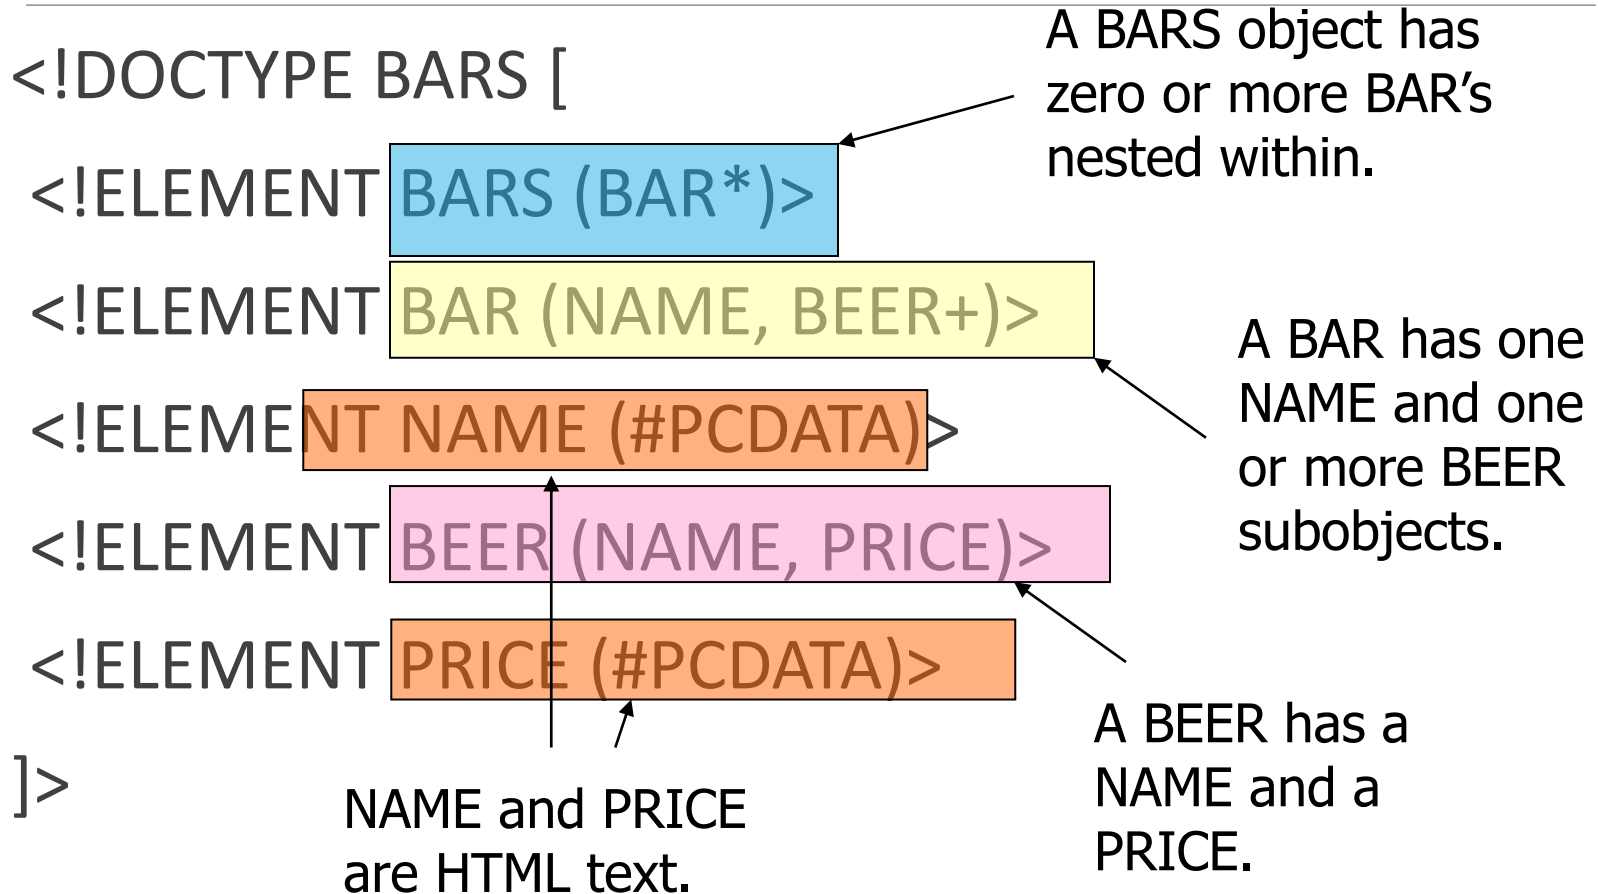 <!DOCTYPE BARS [
<!ELEMENT BARS (BAR*)>
<!ELEMENT BAR (NAME, BEER+)>
<!ELEMENT NAME (#PCDATA)>
<!ELEMENT BEER (NAME, PRICE)>
<!ELEMENT PRICE (#PCDATA)>
]>
A BARS object has
zero or more BAR’s
nested within.
A BAR has one
NAME and one
or more BEER
subobjects.
A BEER has a
NAME and a
PRICE.
NAME and PRICE
are HTML text.